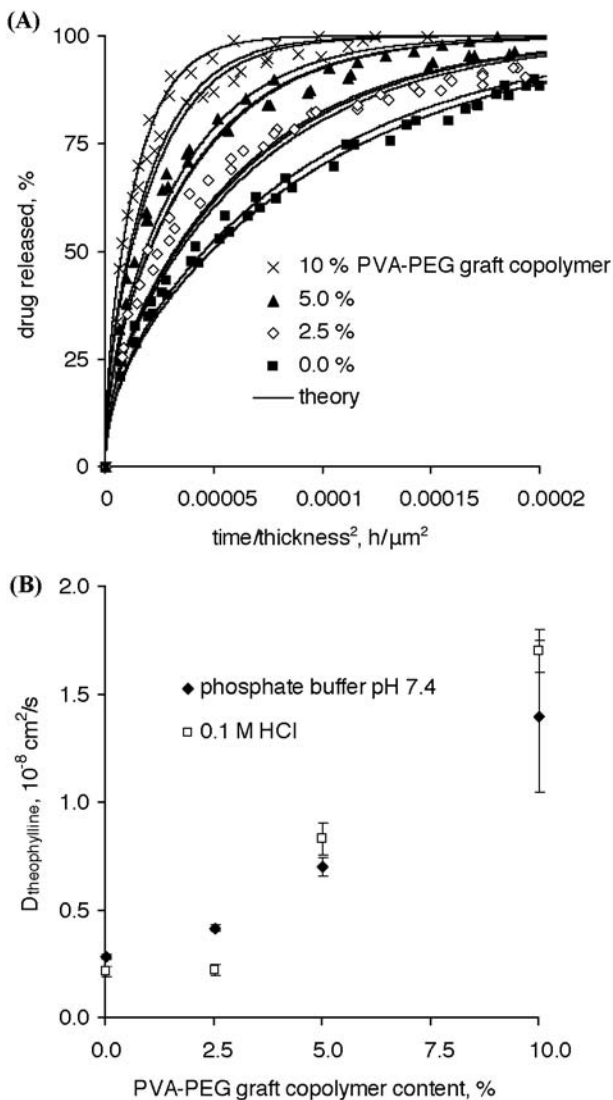 (A)
100
75
50
25
0
drug released, %
10 % PVA-PEG graft copolymer
5.0 %
2.5 %
0.0 %
theory
0 0.00005 0.0001 0.00015 0.0002
time/thickness², h/µm²
(B)
2.0
1.5
1.0
0.5
0.0
Dtheophylline, 10⁻⁸ cm²/s
phosphate buffer pH 7.4
0.1 M HCl
0.0 2.5 5.0 7.5 10.0
PVA-PEG graft copolymer content, %